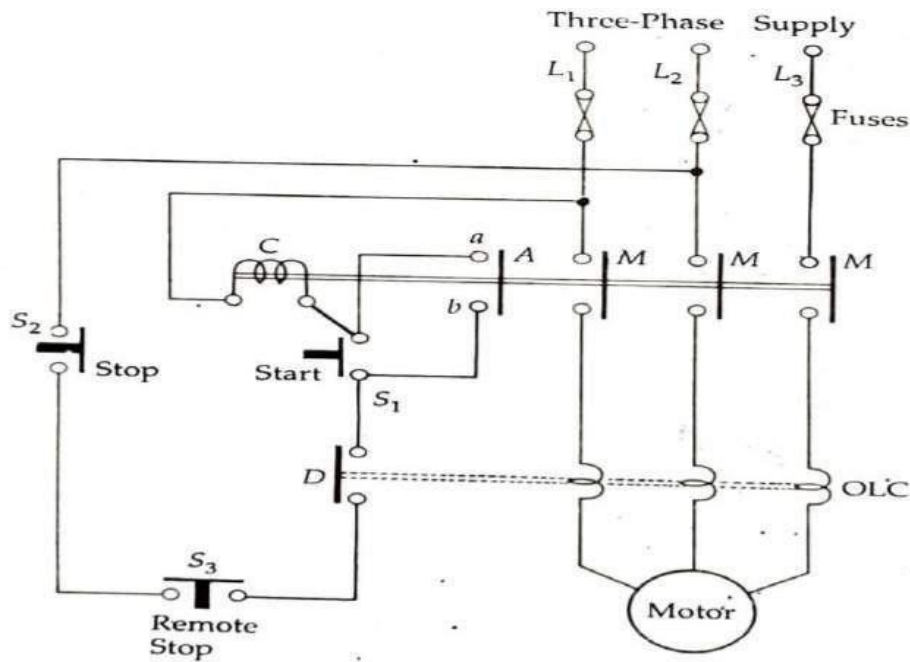 Three-Phase Supply
L₁ L₂ L₃
Fuses
C a A M M M
b
S₂
Stop
Start
S₁
D
OLC
S₃
Remote
Stop
Motor